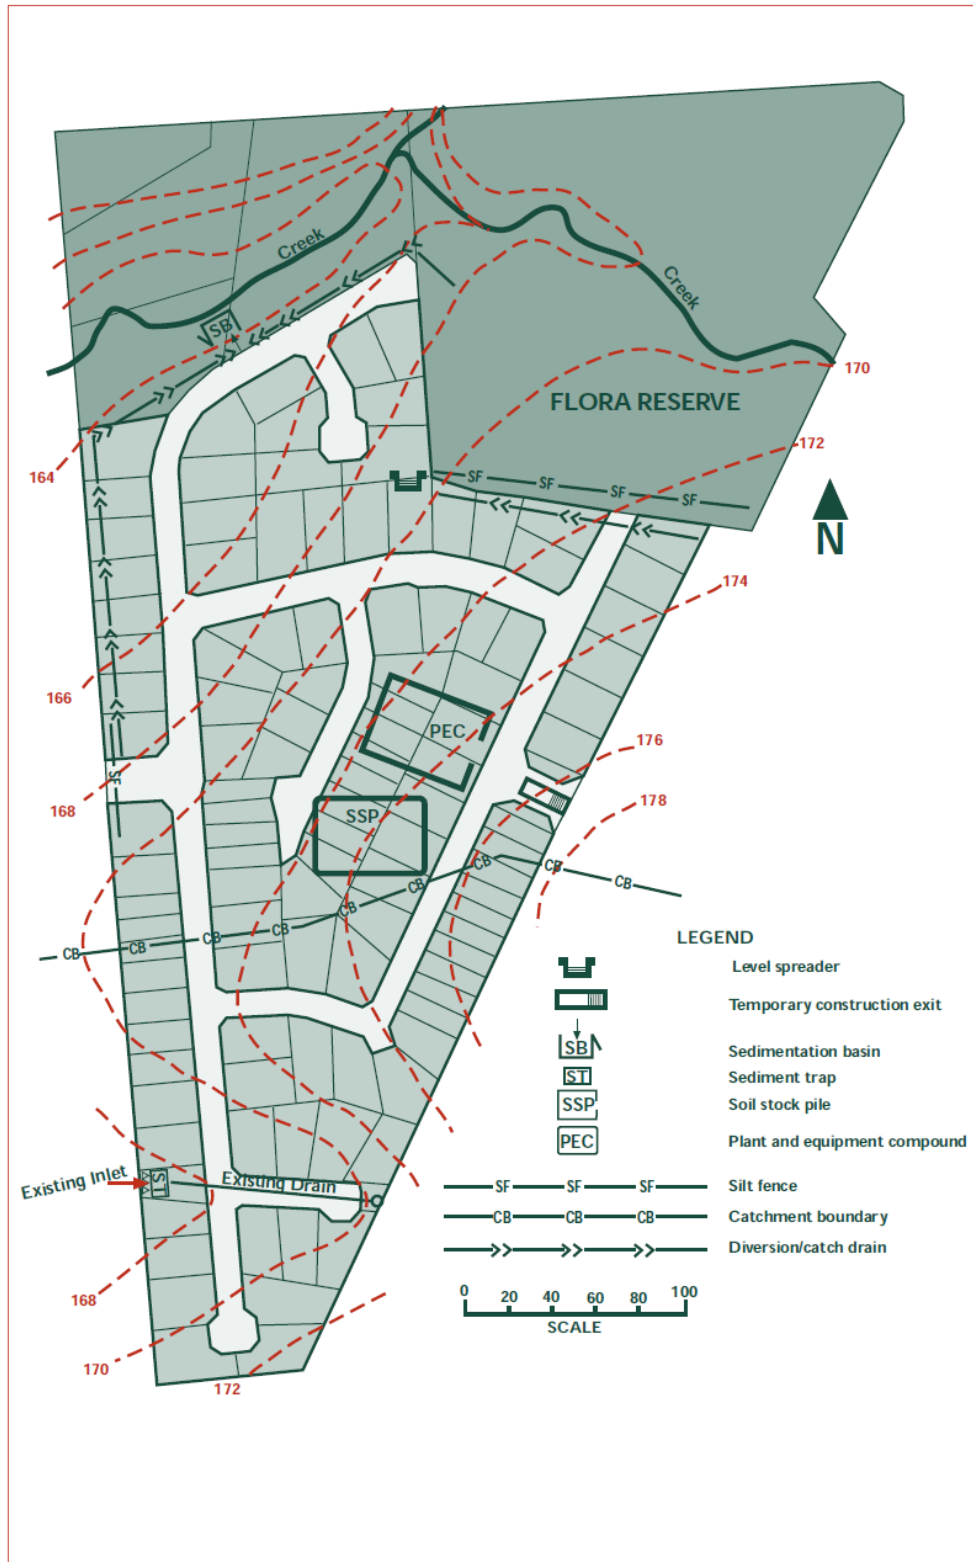 Creek
SB
Creek
170
FLORA RESERVE
172
164
SF
SF
SF
SF
N
174
166
PEC
176
SF
168
178
SSP
CB
CB
CB
CB
CB
CB
CB
CB
CB
LEGEND
Level spreader
Temporary construction exit
SB
Sedimentation basin
ST
Sediment trap
SSP
Soil stock pile
PEC
Plant and equipment compound
Existing Inlet
ST
Existing Drain
SF
SF
SF
Silt fence
CB
CB
CB
Catchment boundary
Diversion/catch drain
168
0 20 40 60 80 100
SCALE
170
172